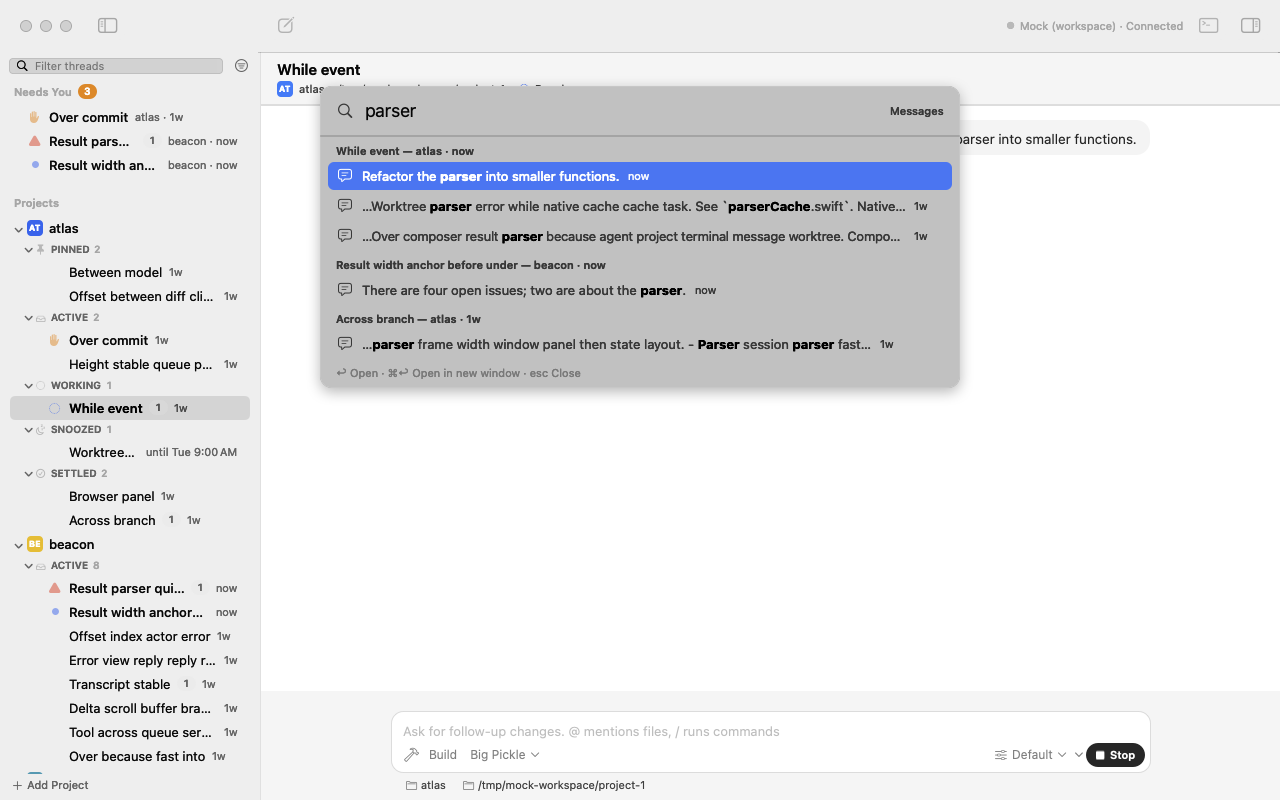 Mock (workspace) · Connected
Filter threads
Needs You 3
Over commit atlas · 1w
Result pars... 1 beacon · now
Result width an... beacon · now
Projects
AT atlas
PINNED 2
Between model 1w
Offset between diff cli... 1w
ACTIVE 2
Over commit 1w
Height stable queue p... 1w
WORKING 1
While event 1 1w
SNOOZED 1
Worktree... until Tue 9:00 AM
SETTLED 2
Browser panel 1w
Across branch 1 1w
BE beacon
ACTIVE 8
Result parser qui... 1 now
Result width anchor... now
Offset index actor error 1w
Error view reply reply r... 1w
Transcript stable 1 1w
Delta scroll buffer bra... 1w
Tool across queue ser... 1w
Over because fast into 1w
+ Add Project
While event
AT atlas
parser into smaller functions.
parser
Messages
While event — atlas · now
Refactor the parser into smaller functions. now
...Worktree parser error while native cache cache task. See `parserCache.swift`. Native... 1w
...Over composer result parser because agent project terminal message worktree. Compo... 1w
Result width anchor before under — beacon · now
There are four open issues; two are about the parser. now
Across branch — atlas · 1w
...parser frame width window panel then state layout. - Parser session parser fast... 1w
↩ Open · ⌘↩ Open in new window · esc Close
Ask for follow-up changes. @ mentions files, / runs commands
Build Big Pickle Default Stop
atlas /tmp/mock-workspace/project-1